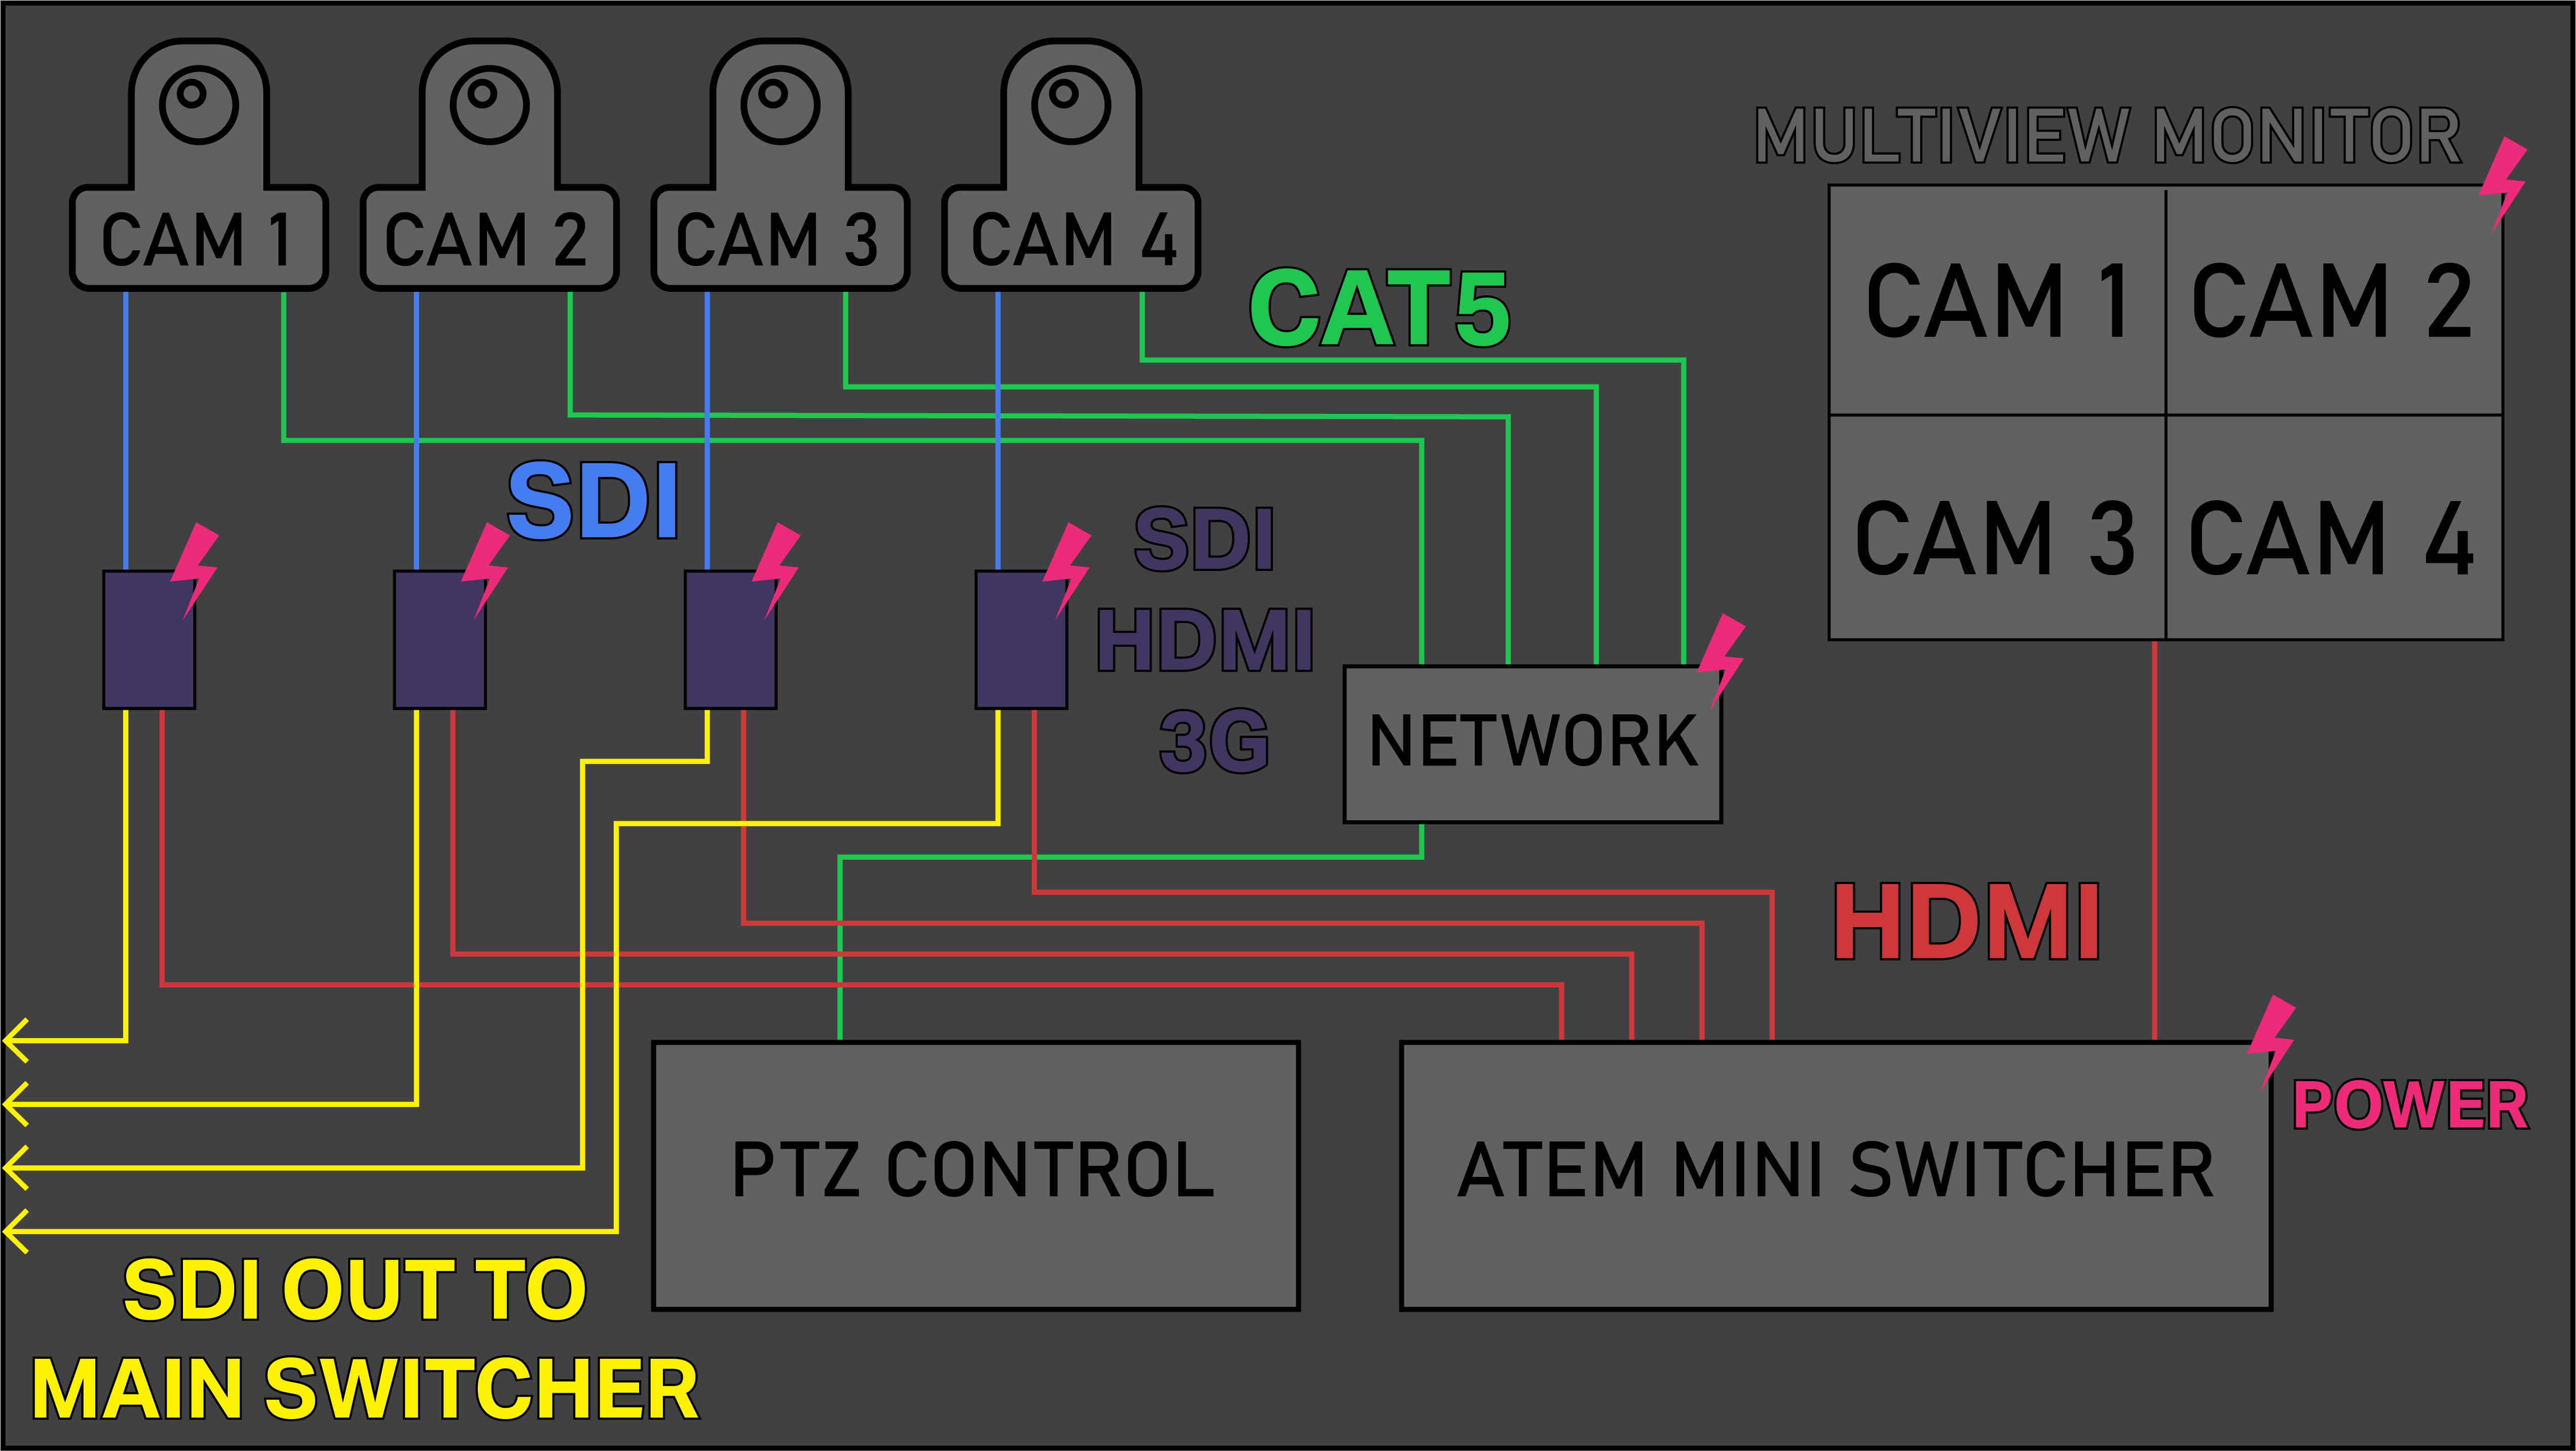 CAM 1
CAM 2
CAM 3
CAM 4
MULTIVIEW MONITOR
CAM 1
CAM 2
CAM 3
CAM 4
CAT5
SDI
SDI
HDMI
3G
NETWORK
HDMI
PTZ CONTROL
ATEM MINI SWITCHER
POWER
SDI OUT TO
MAIN SWITCHER